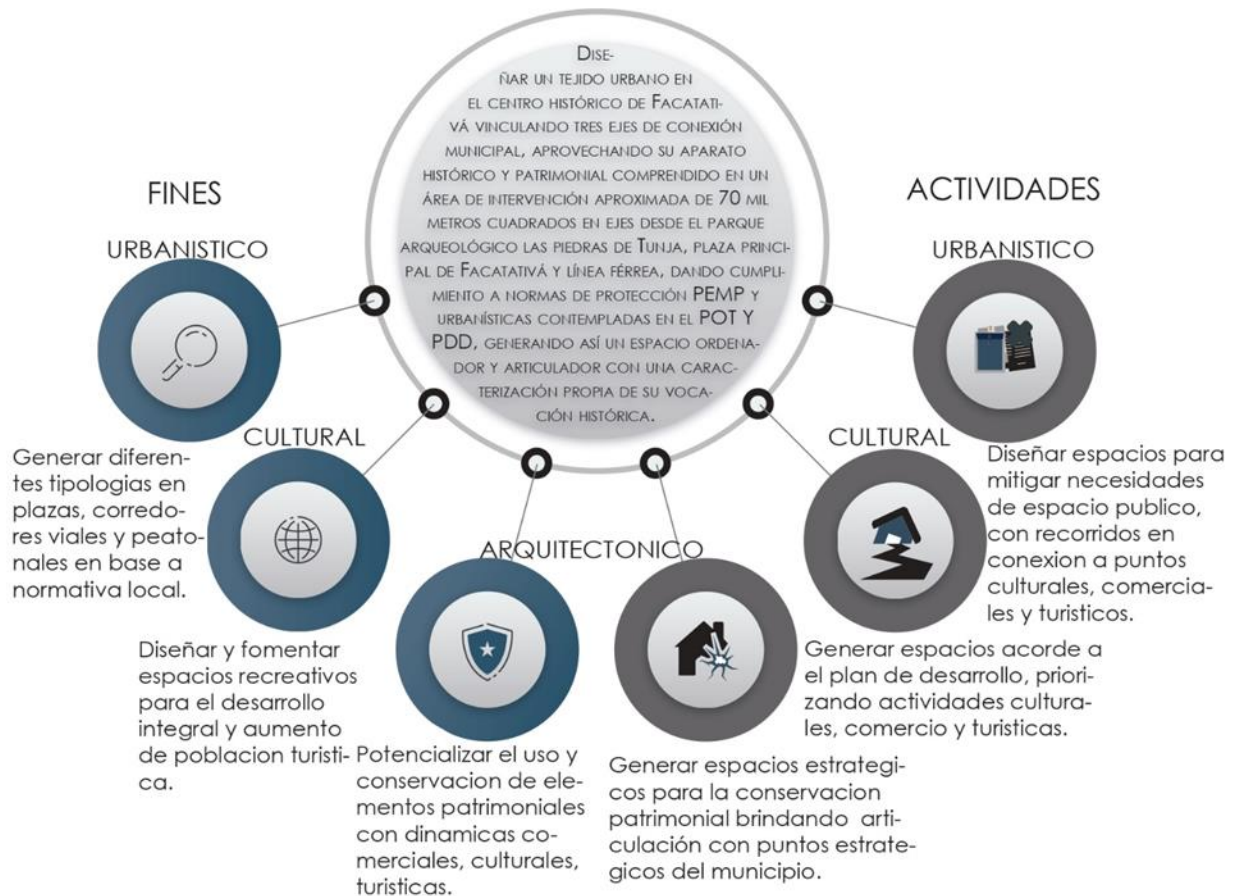 DISE-
ÑAR UN TEJIDO URBANO EN
EL CENTRO HISTÓRICO DE FACATATI-
VÁ VINCULANDO TRES EJES DE CONEXIÓN
MUNICIPAL, APROVECHANDO SU APARATO
HISTÓRICO Y PATRIMONIAL COMPRENDIDO EN UN
ÁREA DE INTERVENCIÓN APROXIMADA DE 70 MIL
METROS CUADRADOS EN EJES DESDE EL PARQUE
ARQUEOLÓGICO LAS PIEDRAS DE TUNJA, PLAZA PRINCI-
PAL DE FACATATIVÁ Y LÍNEA FÉRREA, DANDO CUMPLI-
MIENTO A NORMAS DE PROTECCIÓN PEMP Y
URBANÍSTICAS CONTEMPLADAS EN EL POT Y
PDD, GENERANDO ASÍ UN ESPACIO ORDENA-
DOR Y ARTICULADOR CON UNA CARAC-
TERIZACIÓN PROPIA DE SU VOCA-
CIÓN HISTÓRICA.
FINES
URBANISTICO
Generar diferen-
tes tipologias en
plazas, corredo-
res viales y peato-
nales en base a
normativa local.
CULTURAL
Diseñar y fomentar
espacios recreativos
para el desarrollo
integral y aumento
de poblacion turisti-
ca.
ARQUITECTONICO
Potencializar el uso y
conservacion de ele-
mentos patrimoniales
con dinamicas co-
merciales, culturales,
turisticas.
Generar espacios estrategi-
cos para la conservacion
patrimonial brindando arti-
culación con puntos estrate-
gicos del municipio.
ACTIVIDADES
URBANISTICO
Diseñar espacios para
mitigar necesidades
de espacio publico,
con recorridos en
conexion a puntos
culturales, comercia-
les y turisticos.
CULTURAL
Generar espacios acorde a
el plan de desarrollo, priori-
zando actividades cultura-
les, comercio y turisticas.